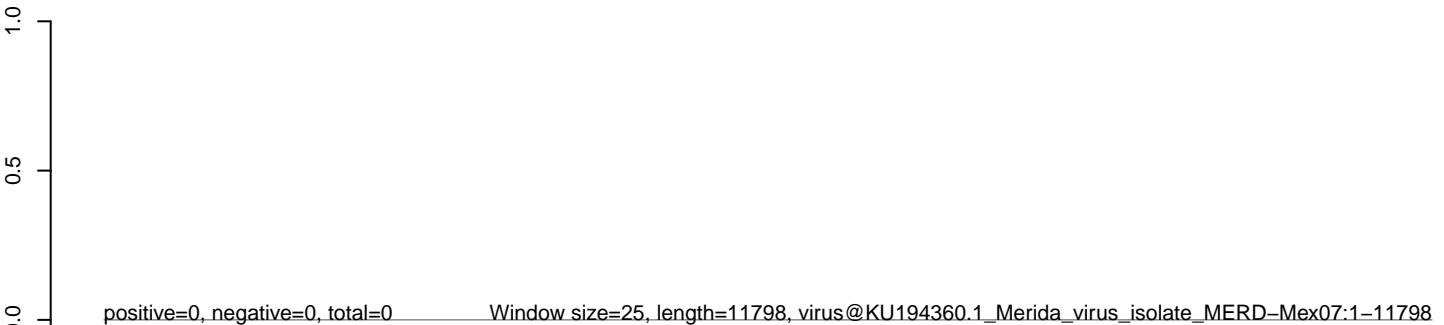 1.0
0.5
0.0
positive=0, negative=0, total=0
Window size=25, length=11798, virus@KU194360.1_Merida_virus_isolate_MERD−Mex07:1−11798